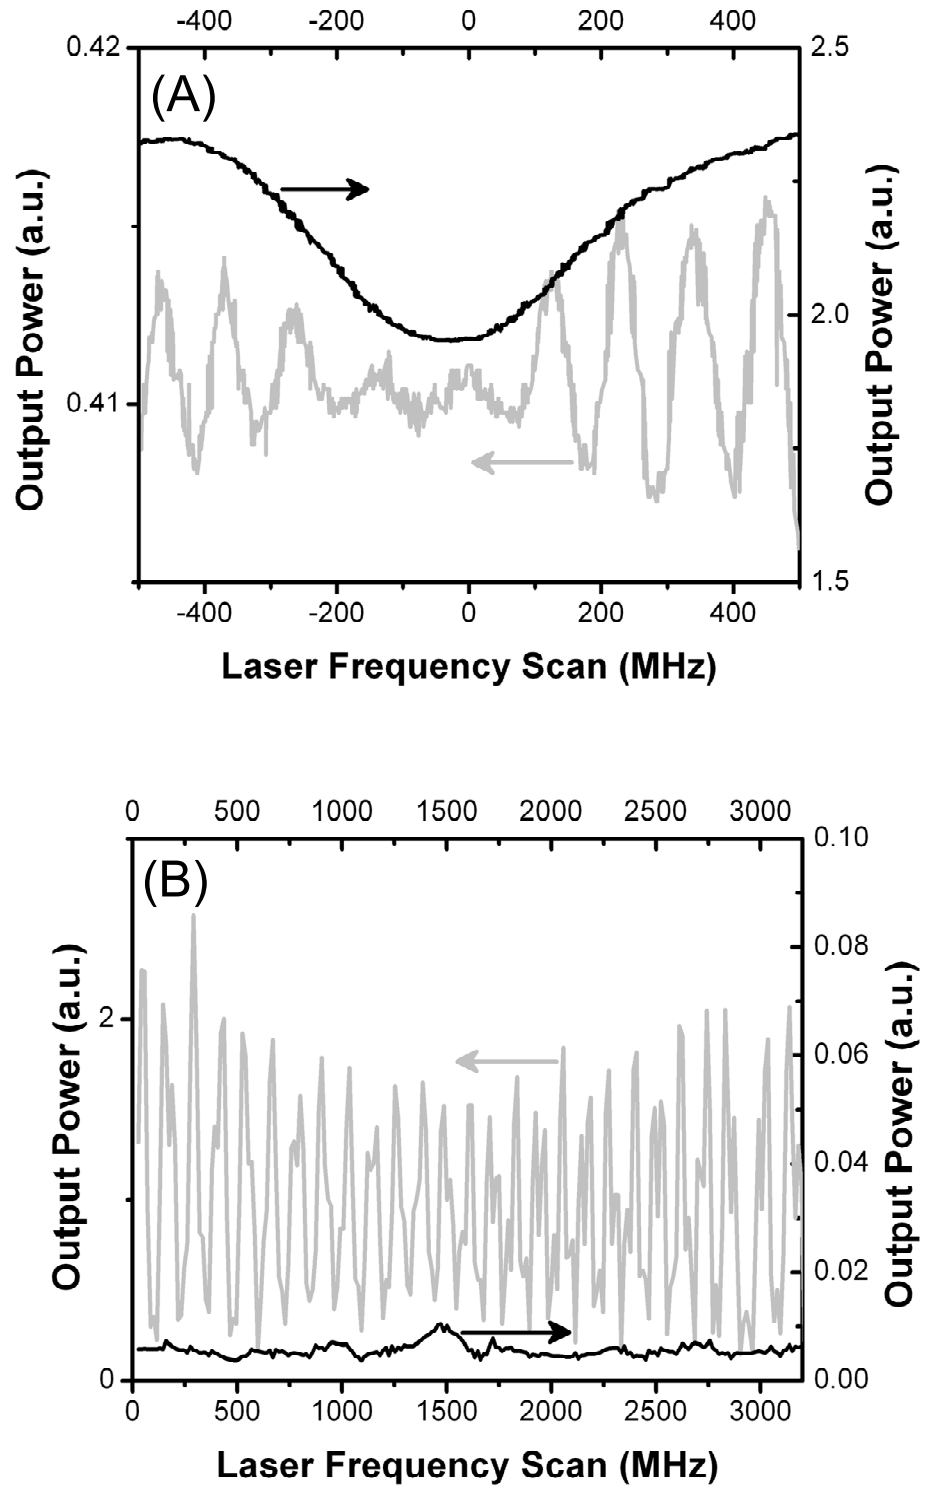 -400 -200 0 200 400
0.42 2.5
(A)
Output Power (a.u.)
Output Power (a.u.)
2.0
0.41
1.5
-400 -200 0 200 400
Laser Frequency Scan (MHz)
0 500 1000 1500 2000 2500 3000
0.10
(B)
0.08
Output Power (a.u.)
Output Power (a.u.)
2
0.06
0.04
0.02
0 0.00
0 500 1000 1500 2000 2500 3000
Laser Frequency Scan (MHz)